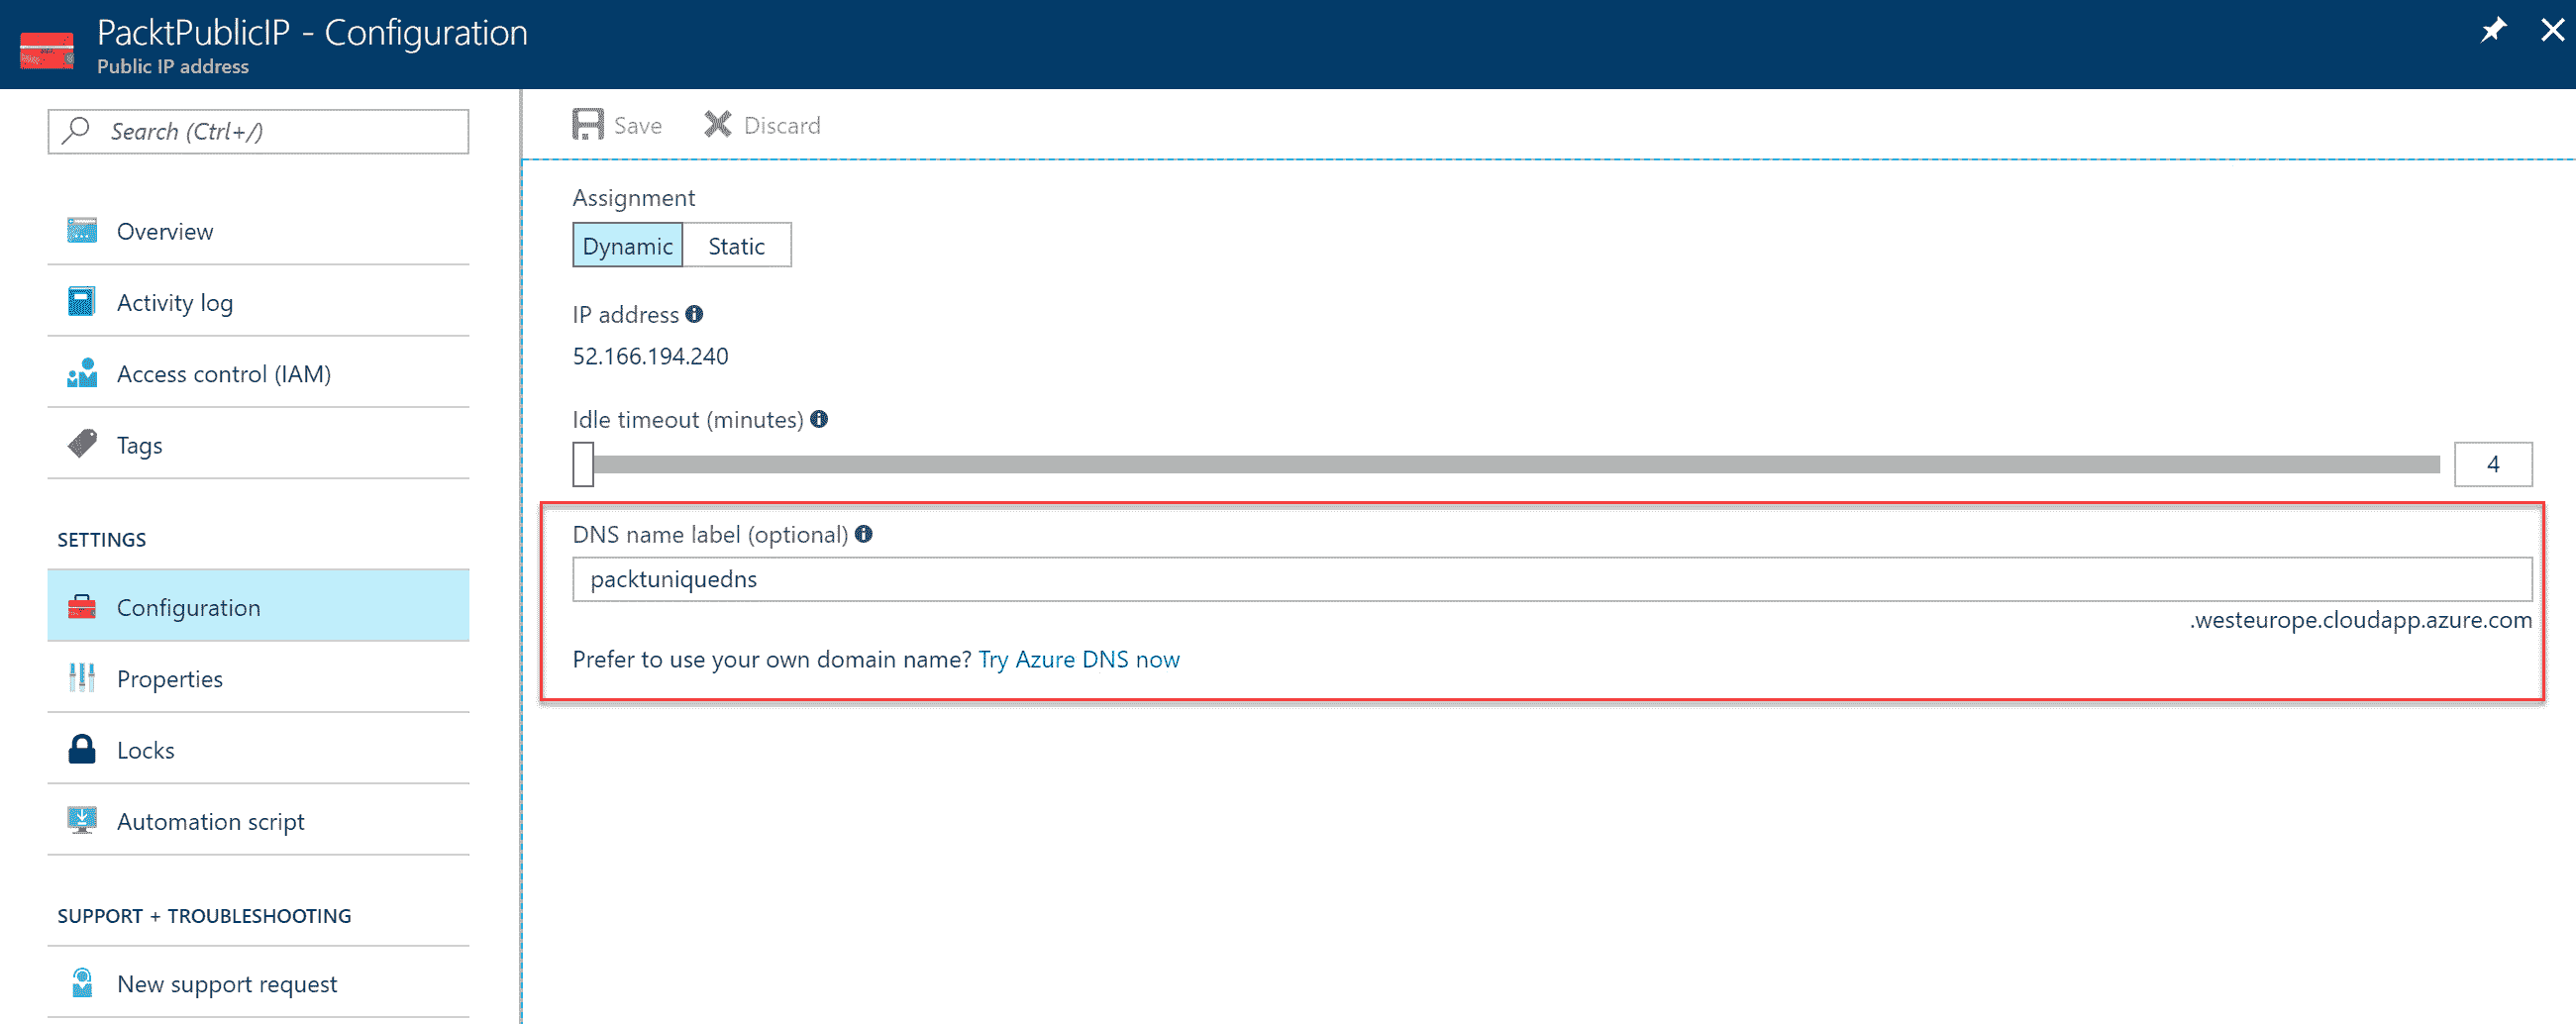 PacktPublicIP - Configuration
Public IP address
Search (Ctrl+/)
Overview
Activity log
Access control (IAM)
Tags
SETTINGS
Configuration
Properties
Locks
Automation script
SUPPORT + TROUBLESHOOTING
New support request
Save Discard
Assignment
Dynamic Static
IP address
52.166.194.240
Idle timeout (minutes)
4
DNS name label (optional)
packtuniquedns
.westeurope.cloudapp.azure.com
Prefer to use your own domain name? Try Azure DNS now